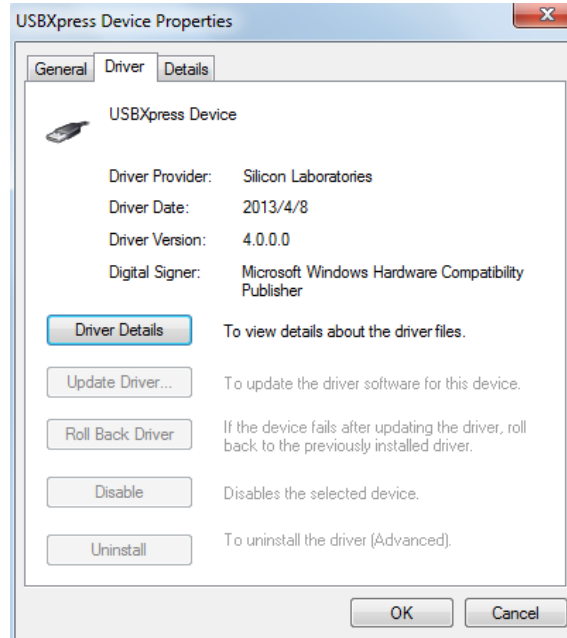 USBXpress Device Properties
General Driver Details
USBXpress Device
Driver Provider: Silicon Laboratories
Driver Date: 2013/4/8
Driver Version: 4.0.0.0
Digital Signer: Microsoft Windows Hardware Compatibility
Publisher
Driver Details To view details about the driver files.
Update Driver... To update the driver software for this device.
Roll Back Driver If the device fails after updating the driver, roll
back to the previously installed driver.
Disable Disables the selected device.
Uninstall To uninstall the driver (Advanced).
OK Cancel